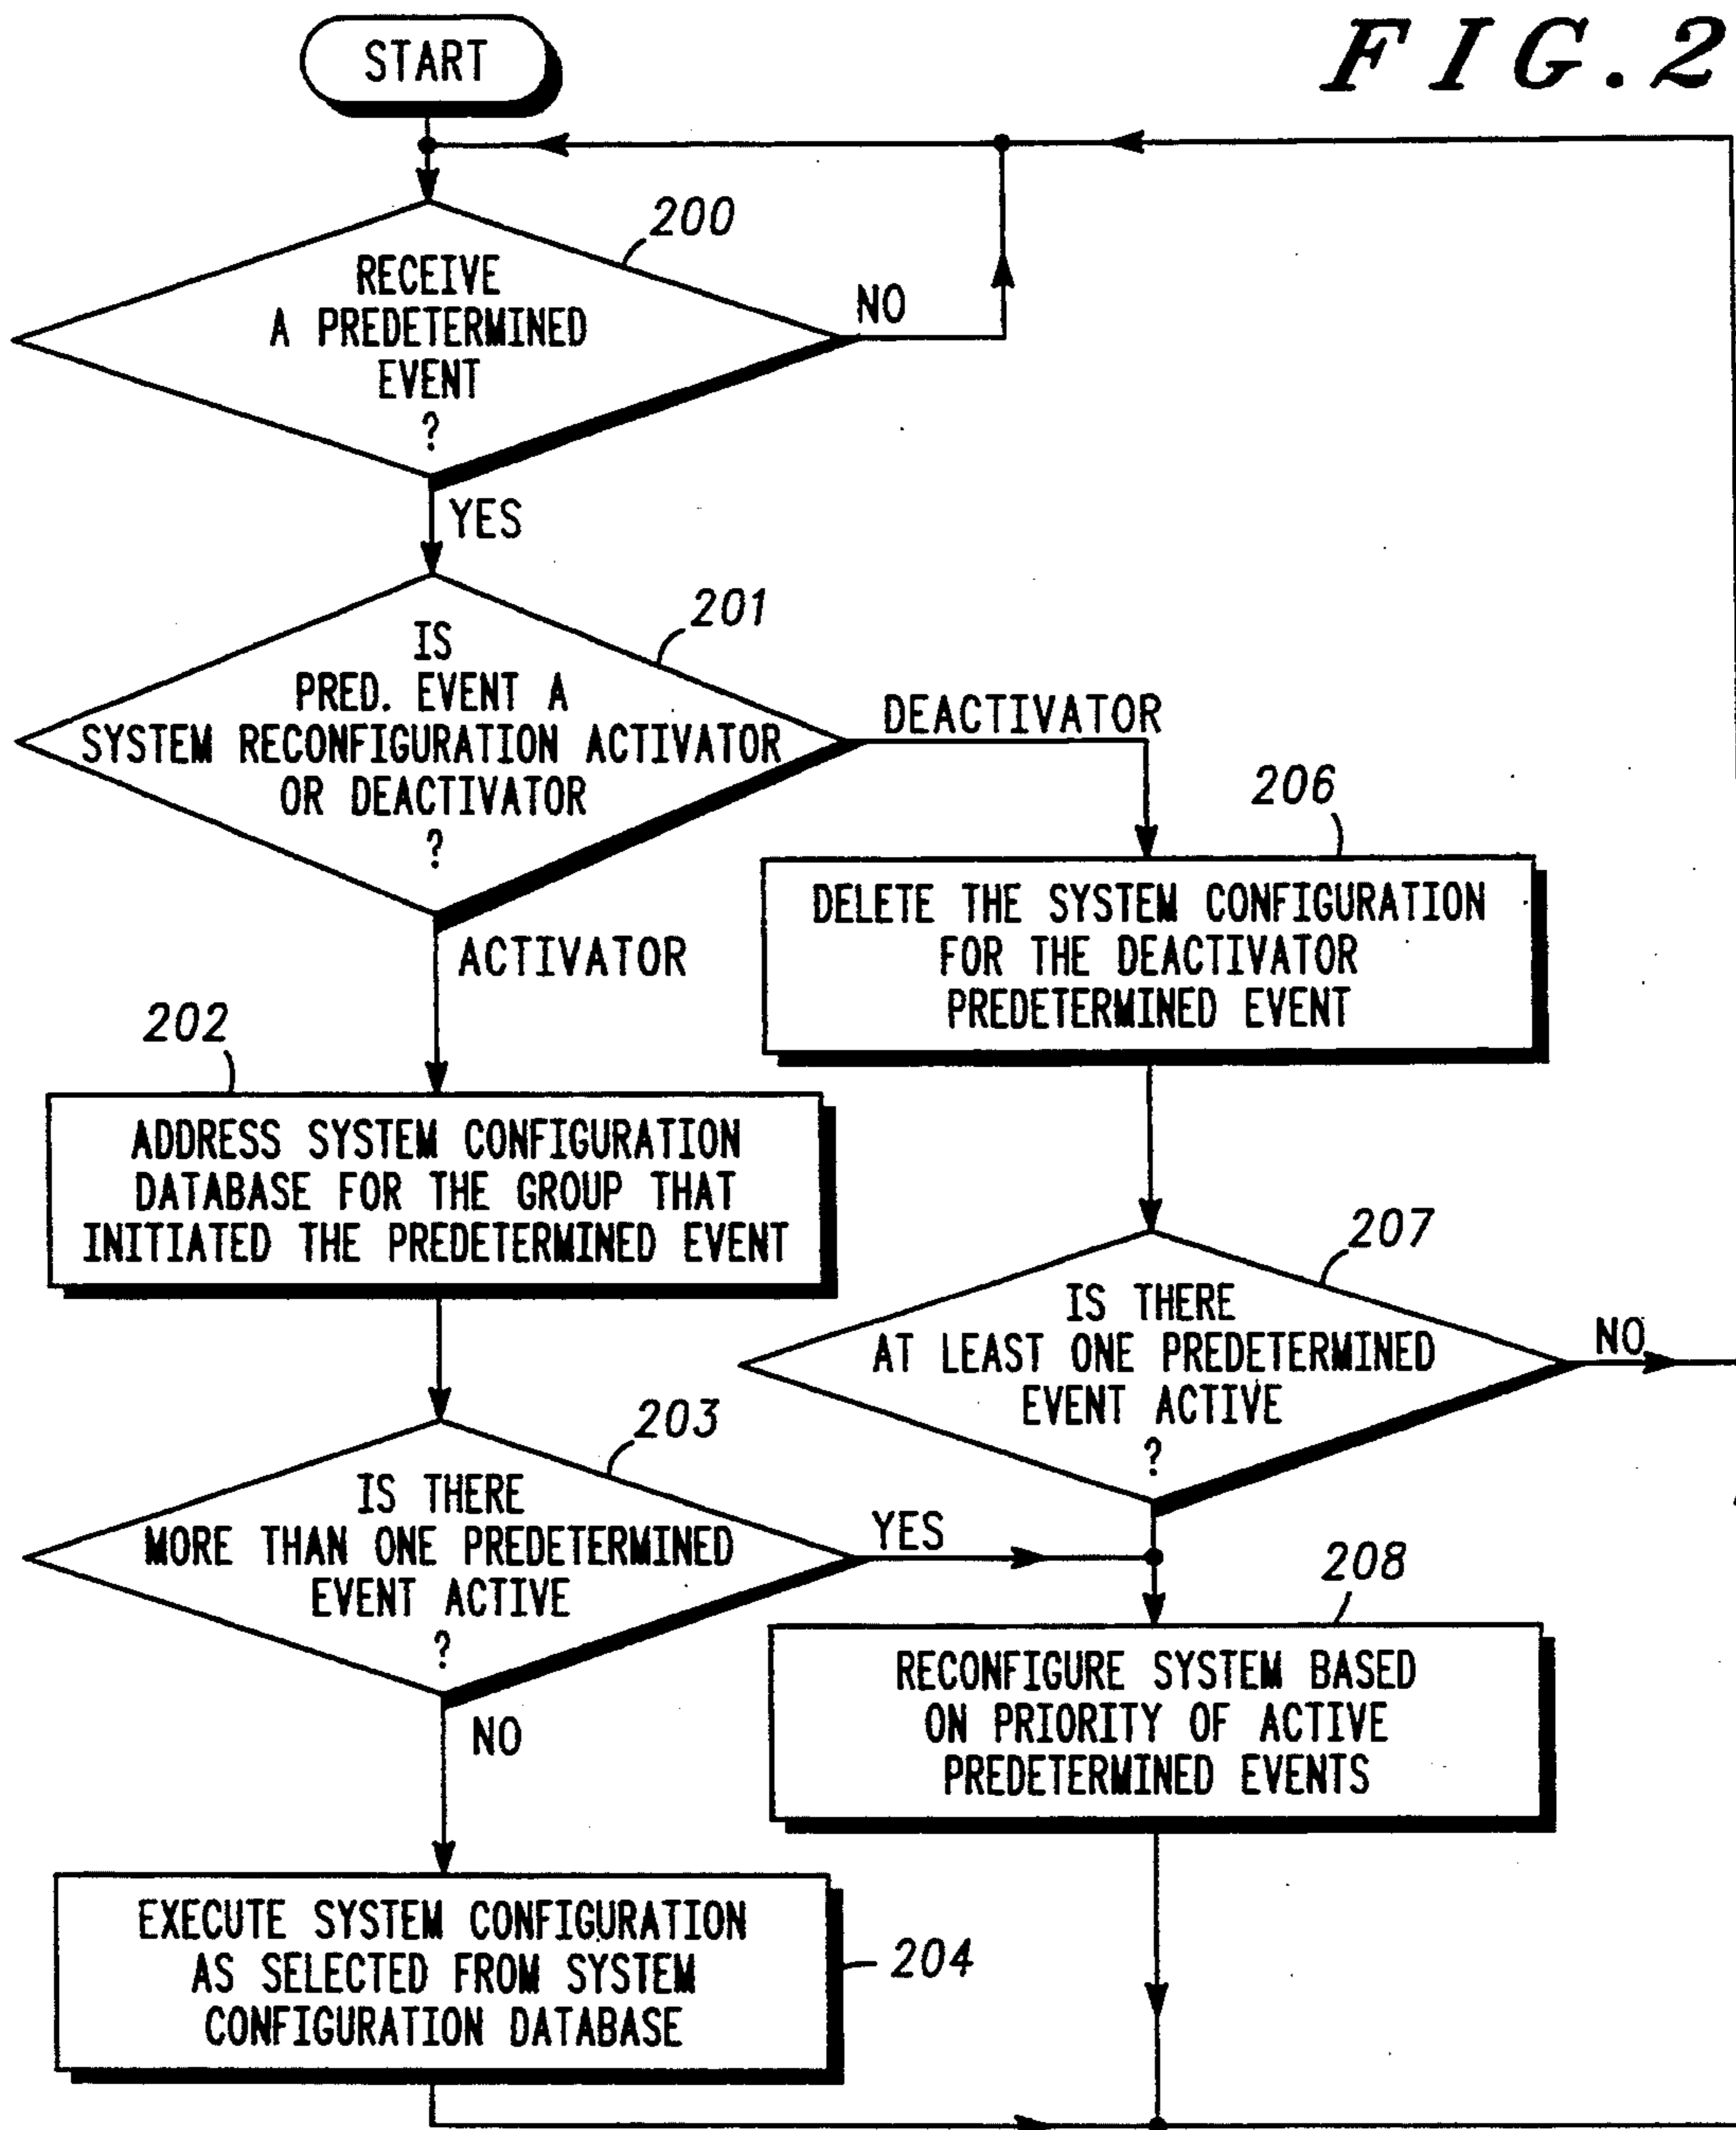 FIG.2
START
200
RECEIVE
A PREDETERMINED
EVENT
?
NO
YES
201
IS
PRED. EVENT A
SYSTEM RECONFIGURATION ACTIVATOR
OR DEACTIVATOR
?
DEACTIVATOR
ACTIVATOR
206
DELETE THE SYSTEM CONFIGURATION
FOR THE DEACTIVATOR
PREDETERMINED EVENT
202
ADDRESS SYSTEM CONFIGURATION
DATABASE FOR THE GROUP THAT
INITIATED THE PREDETERMINED EVENT
207
IS THERE
AT LEAST ONE PREDETERMINED
EVENT ACTIVE
?
NO
203
IS THERE
MORE THAN ONE PREDETERMINED
EVENT ACTIVE
?
YES
NO
208
RECONFIGURE SYSTEM BASED
ON PRIORITY OF ACTIVE
PREDETERMINED EVENTS
EXECUTE SYSTEM CONFIGURATION
AS SELECTED FROM SYSTEM
CONFIGURATION DATABASE
204